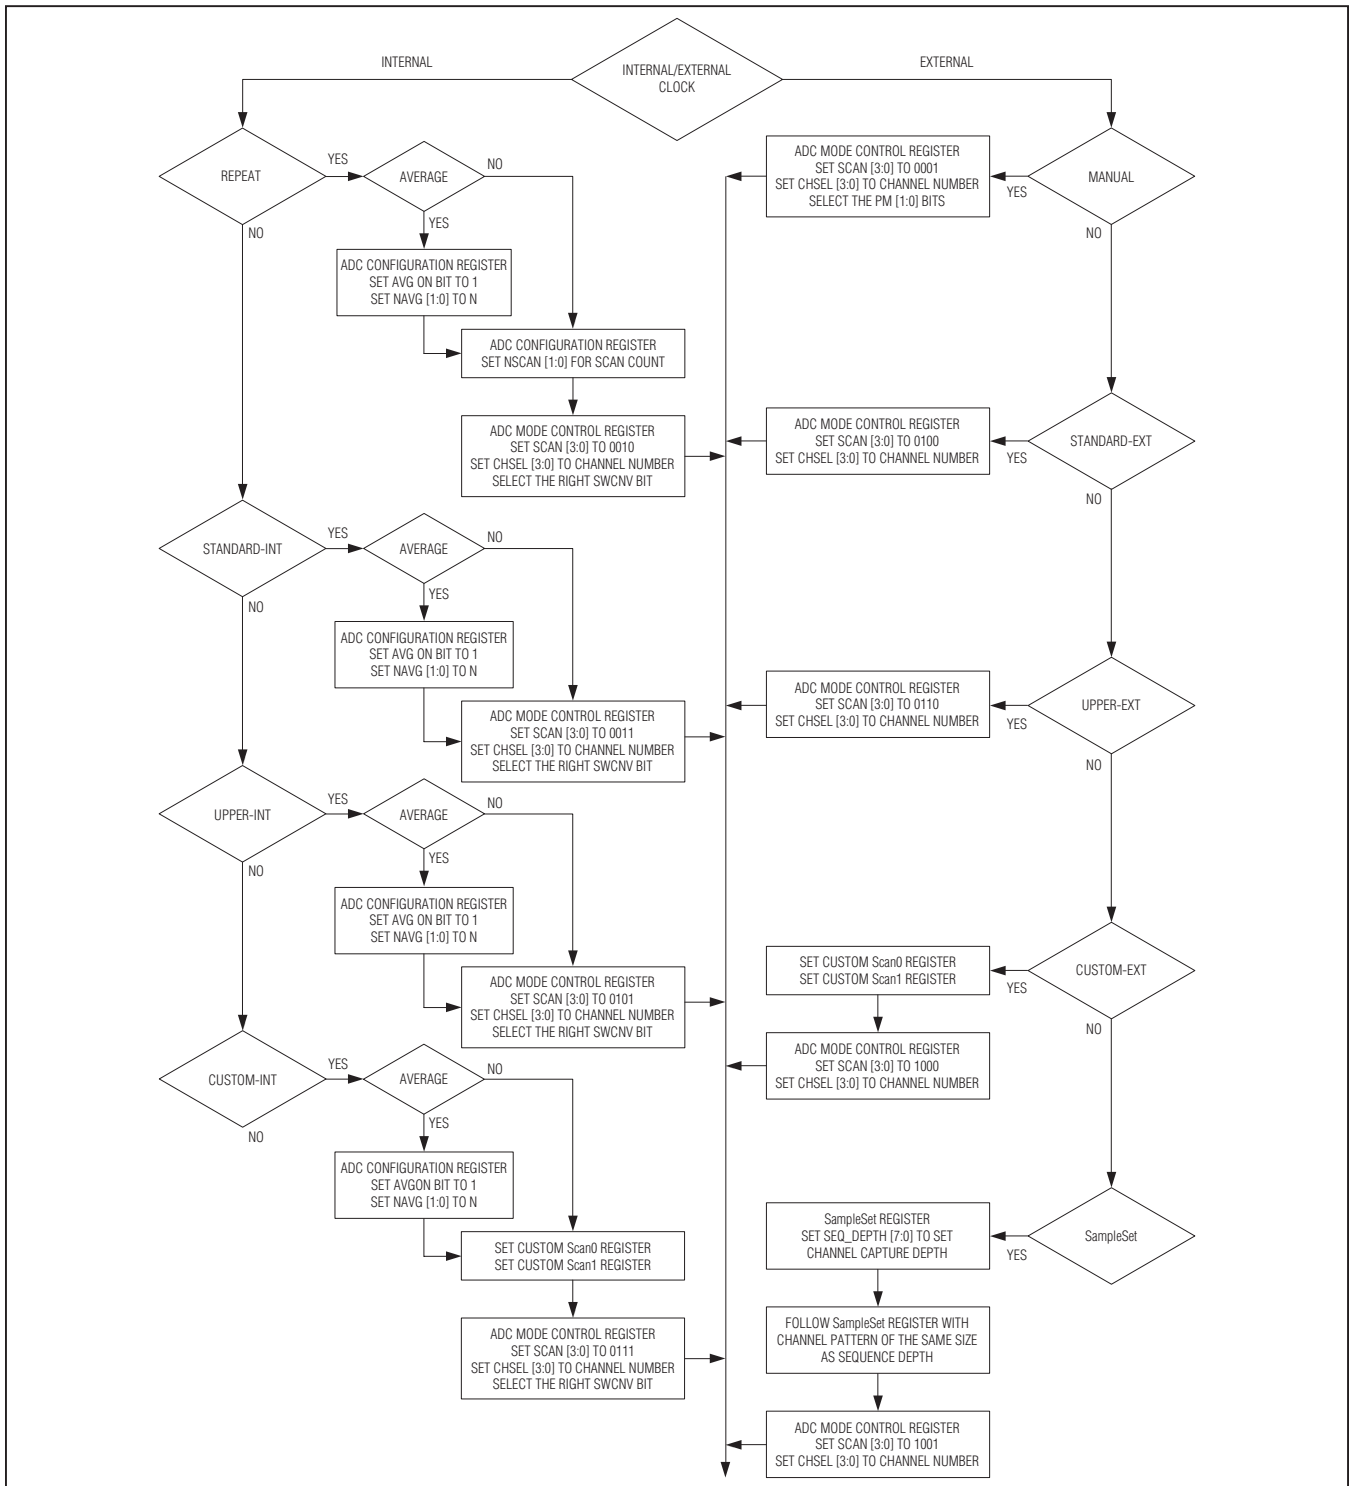 INTERNAL
INTERNAL/EXTERNAL
CLOCK
EXTERNAL
REPEAT
YES
NO
AVERAGE
NO
YES
ADC CONFIGURATION REGISTER
SET AVG ON BIT TO 1
SET NAVG [1:0] TO N
ADC CONFIGURATION REGISTER
SET NSCAN [1:0] FOR SCAN COUNT
ADC MODE CONTROL REGISTER
SET SCAN [3:0] TO 0010
SET CHSEL [3:0] TO CHANNEL NUMBER
SELECT THE RIGHT SWCNV BIT
STANDARD-INT
YES
NO
AVERAGE
NO
YES
ADC CONFIGURATION REGISTER
SET AVG ON BIT TO 1
SET NAVG [1:0] TO N
ADC MODE CONTROL REGISTER
SET SCAN [3:0] TO 0011
SET CHSEL [3:0] TO CHANNEL NUMBER
SELECT THE RIGHT SWCNV BIT
UPPER-INT
YES
NO
AVERAGE
NO
YES
ADC CONFIGURATION REGISTER
SET AVG ON BIT TO 1
SET NAVG [1:0] TO N
ADC MODE CONTROL REGISTER
SET SCAN [3:0] TO 0101
SET CHSEL [3:0] TO CHANNEL NUMBER
SELECT THE RIGHT SWCNV BIT
CUSTOM-INT
YES
NO
AVERAGE
NO
YES
ADC CONFIGURATION REGISTER
SET AVGON BIT TO 1
SET NAVG [1:0] TO N
SET CUSTOM Scan0 REGISTER
SET CUSTOM Scan1 REGISTER
ADC MODE CONTROL REGISTER
SET SCAN [3:0] TO 0111
SET CHSEL [3:0] TO CHANNEL NUMBER
SELECT THE RIGHT SWCNV BIT
MANUAL
YES
NO
ADC MODE CONTROL REGISTER
SET SCAN [3:0] TO 0001
SET CHSEL [3:0] TO CHANNEL NUMBER
SELECT THE PM [1:0] BITS
STANDARD-EXT
YES
NO
ADC MODE CONTROL REGISTER
SET SCAN [3:0] TO 0100
SET CHSEL [3:0] TO CHANNEL NUMBER
UPPER-EXT
YES
NO
ADC MODE CONTROL REGISTER
SET SCAN [3:0] TO 0110
SET CHSEL [3:0] TO CHANNEL NUMBER
CUSTOM-EXT
YES
NO
SET CUSTOM Scan0 REGISTER
SET CUSTOM Scan1 REGISTER
ADC MODE CONTROL REGISTER
SET SCAN [3:0] TO 1000
SET CHSEL [3:0] TO CHANNEL NUMBER
SampleSet
YES
SampleSet REGISTER
SET SEQ_DEPTH [7:0] TO SET
CHANNEL CAPTURE DEPTH
FOLLOW SampleSet REGISTER WITH
CHANNEL PATTERN OF THE SAME SIZE
AS SEQUENCE DEPTH
ADC MODE CONTROL REGISTER
SET SCAN [3:0] TO 1001
SET CHSEL [3:0] TO CHANNEL NUMBER